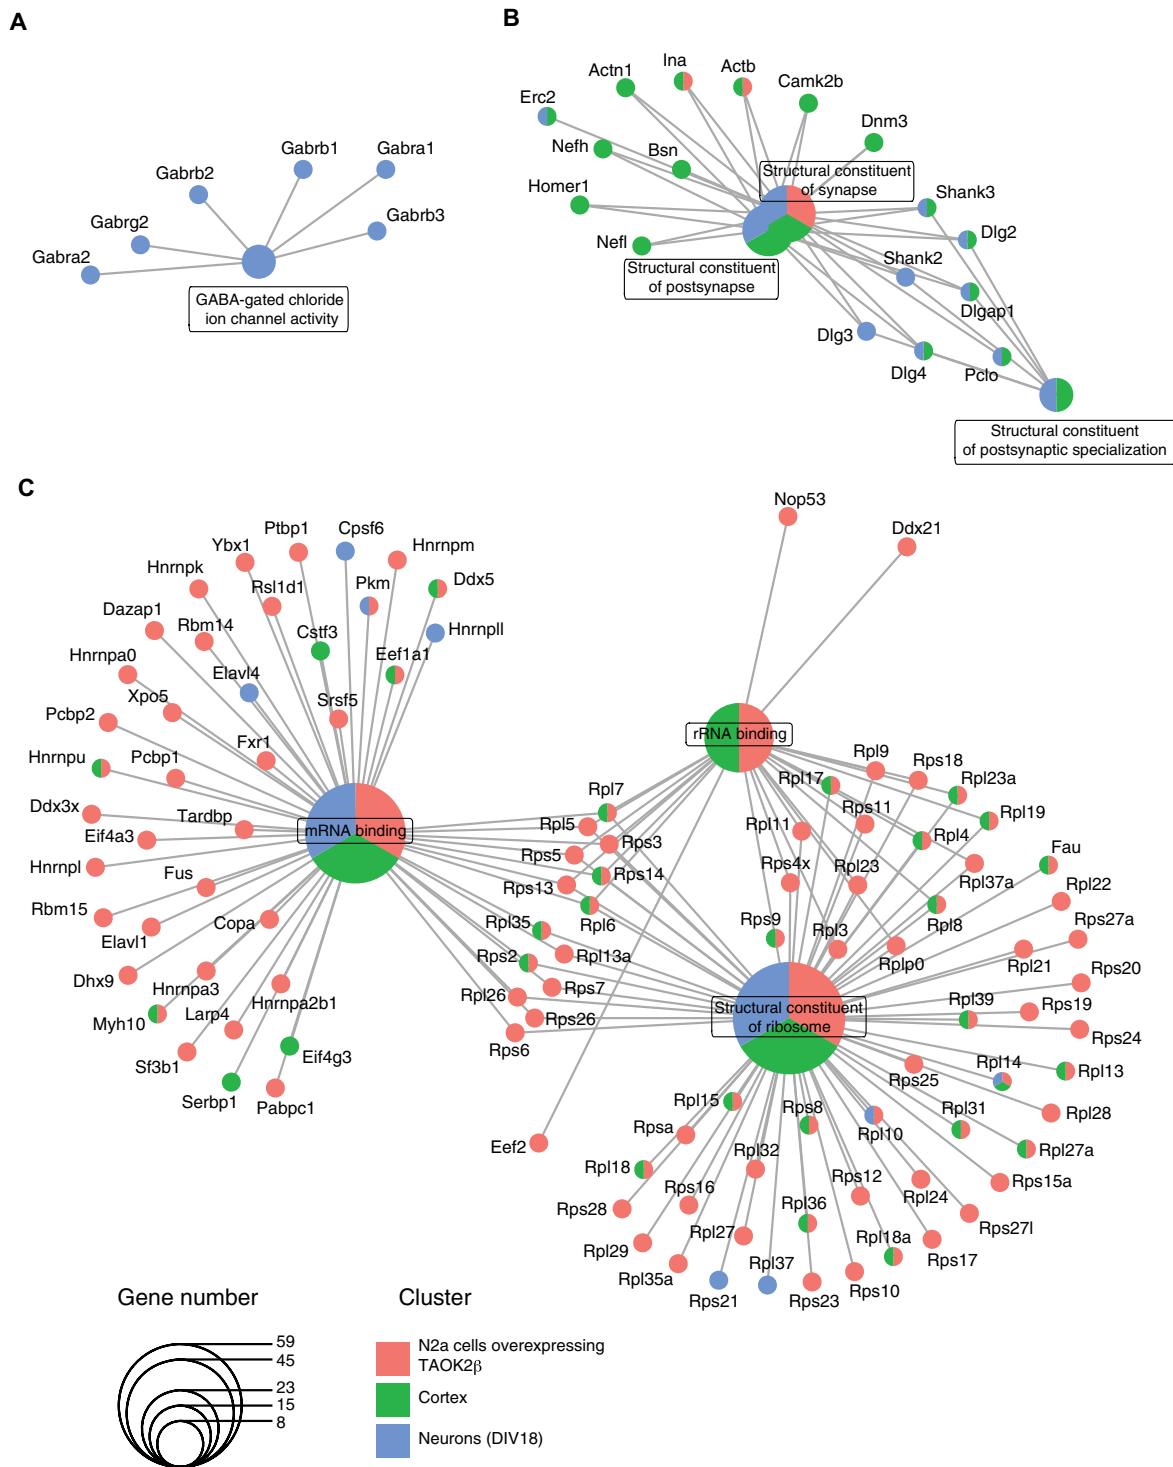 A
Gabrb1
Gabra1
Gabrb2
Gabrg2
Gabrb3
Gabra2
GABA-gated chloride
ion channel activity
B
Ina
Actb
Actn1
Camk2b
Erc2
Dnm3
Nefh
Bsn
Structural constituent
of synapse
Homer1
Shank3
Dlg2
Nefl
Shank2
Structural constituent
of postsynapse
Dlgap1
Dlg3
Dlg4
Pclo
Structural constituent
of postsynaptic specialization
C
Nop53
Ddx21
Ptbp1
Cpsf6
Ybx1
Hnrnpm
Hnrnpk
Rsl1d1
Pkm
Ddx5
Dazap1
Rbm14
Cstf3
Hnrnpll
Hnrnpa0
Elavl4
Eef1a1
Xpo5
Srsf5
Pcbp2
Fxr1
Hnrnpu
Pcbp1
Ddx3x
Tardbp
mRNA binding
Eif4a3
Hnrnpl
Fus
Rbm15
Copa
Elavl1
Dhx9
Hnrnpa3
Hnrnpa2b1
Myh10
Larp4
Sf3b1
Eif4g3
Serbp1
Pabpc1
rRNA binding
Rpl7
Rpl5
Rps3
Rps5
Rps14
Rps13
Rpl6
Rpl35
Rpl13a
Rps2
Rps7
Rpl26
Rps26
Rps6
Eef2
Rpl9
Rps18
Rpl17
Rpl23a
Rps11
Rpl19
Rpl11
Rpl4
Rps4x
Rpl23
Rpl37a
Fau
Rpl22
Rps9
Rpl3
Rpl8
Rps27a
Rplp0
Rpl21
Rps20
Structural constituent
of ribosome
Rpl39
Rps19
Rps24
Rps25
Rpl14
Rpl13
Rpl15
Rps8
Rpl10
Rpl31
Rpl28
Rpsa
Rpl27a
Rpl18
Rpl32
Rps12
Rps15a
Rps16
Rpl24
Rps28
Rpl36
Rps27l
Rpl27
Rpl18a
Rpl29
Rpl37
Rps17
Rpl35a
Rps21
Rps23
Rps10
Gene number
59
45
23
15
8
Cluster
N2a cells overexpressing
TAOK2β
Cortex
Neurons (DIV18)